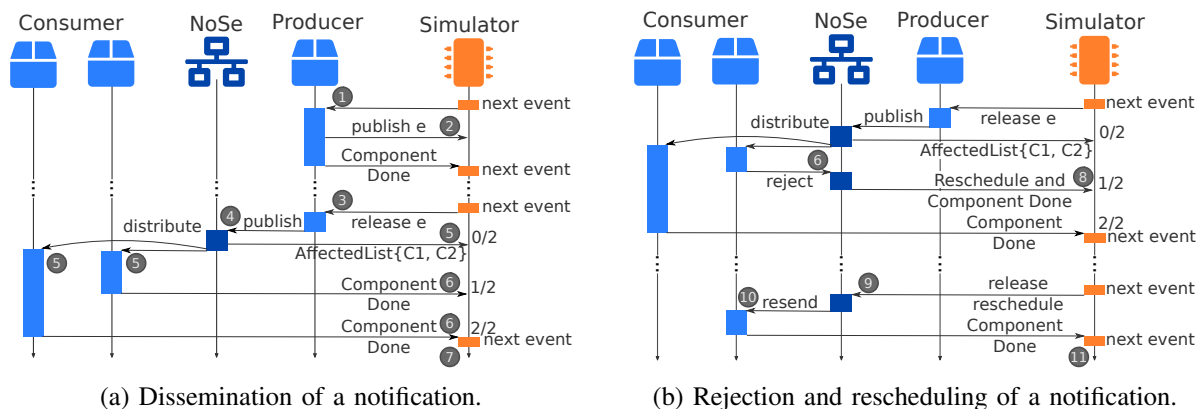 Consumer NoSe Producer Simulator
1 next event
publish e 2
Component
Done next event
3 next event
distribute 4 publish release e
5 0/2
AffectedList{C1, C2}
5 5
Component 6 1/2
Done
Component 6 2/2
Done next event
7
(a) Dissemination of a notification.
Consumer NoSe Producer Simulator
next event
distribute publish release e
0/2
AffectedList{C1, C2}
6
reject Reschedule and 8 1/2
Component Done
Component 2/2
Done next event
9 release next event
10 resend reschedule
Component
Done next event
11
(b) Rejection and rescheduling of a notification.